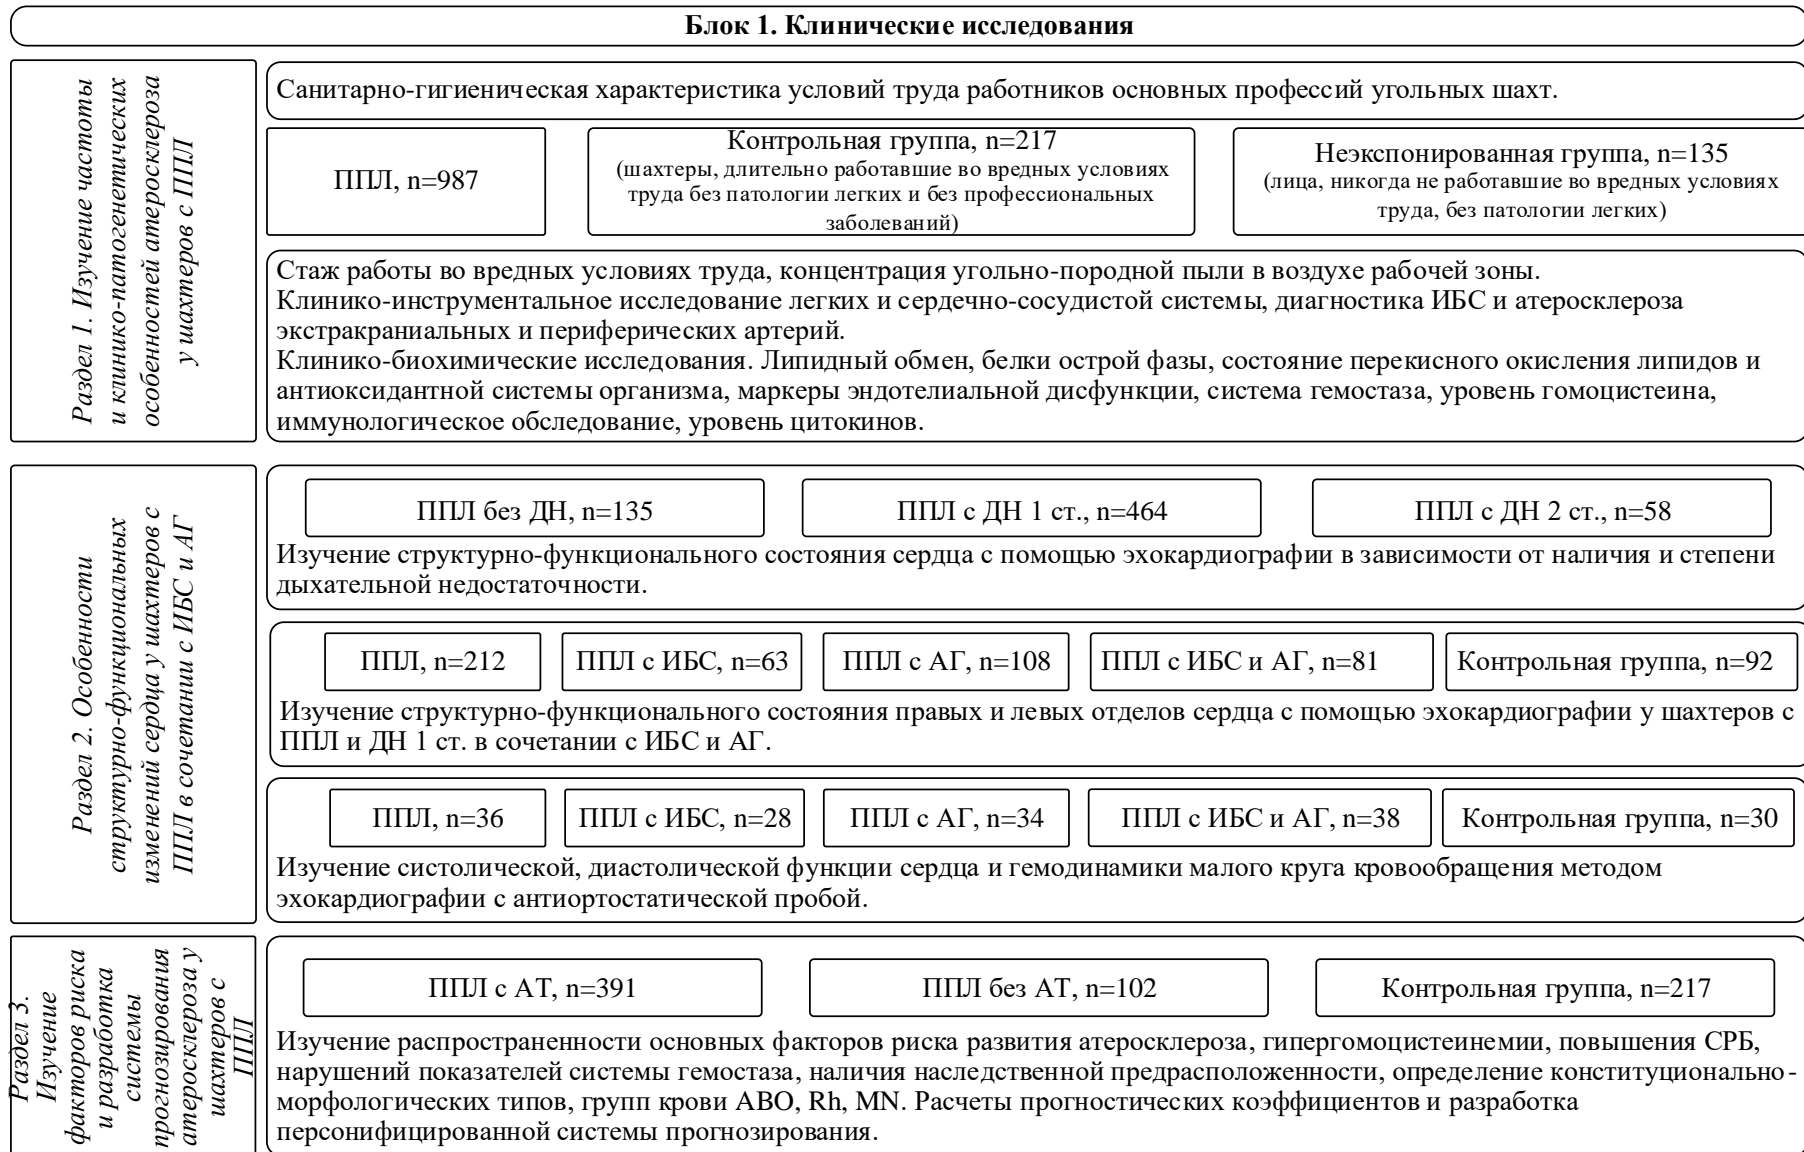 Блок 1. Клинические исследования
Раздел 1. Изучение частоты
и клинико-патогенетических
особенностей атеросклероза
у шахтеров с ППЛ
Санитарно-гигиеническая характеристика условий труда работников основных профессий угольных шахт.
ППЛ, n=987
Контрольная группа, n=217
(шахтеры, длительно работавшие во вредных условиях
труда без патологии легких и без профессиональных
заболеваний)
Неэкспонированная группа, n=135
(лица, никогда не работавшие во вредных условиях
труда, без патологии легких)
Стаж работы во вредных условиях труда, концентрация угольно-породной пыли в воздухе рабочей зоны.
Клинико-инструментальное исследование легких и сердечно-сосудистой системы, диагностика ИБС и атеросклероза
экстракраниальных и периферических артерий.
Клинико-биохимические исследования. Липидный обмен, белки острой фазы, состояние перекисного окисления липидов и
антиоксидантной системы организма, маркеры эндотелиальной дисфункции, система гемостаза, уровень гомоцистеина,
иммунологическое обследование, уровень цитокинов.
Раздел 2. Особенности
структурно-функциональных
изменений сердца у шахтеров с
ППЛ в сочетании с ИБС и АГ
ППЛ без ДН, n=135
ППЛ с ДН 1 ст., n=464
ППЛ с ДН 2 ст., n=58
Изучение структурно-функционального состояния сердца с помощью эхокардиографии в зависимости от наличия и степени
дыхательной недостаточности.
ППЛ, n=212
ППЛ с ИБС, n=63
ППЛ с АГ, n=108
ППЛ с ИБС и АГ, n=81
Контрольная группа, n=92
Изучение структурно-функционального состояния правых и левых отделов сердца с помощью эхокардиографии у шахтеров с
ППЛ и ДН 1 ст. в сочетании с ИБС и АГ.
ППЛ, n=36
ППЛ с ИБС, n=28
ППЛ с АГ, n=34
ППЛ с ИБС и АГ, n=38
Контрольная группа, n=30
Изучение систолической, диастолической функции сердца и гемодинамики малого круга кровообращения методом
эхокардиографии с антиортостатической пробой.
Раздел 3.
Изучение
факторов риска
и разработка
системы
прогнозирования
атеросклероза у
шахтеров с
ППЛ
ППЛ с АТ, n=391
ППЛ без АТ, n=102
Контрольная группа, n=217
Изучение распространенности основных факторов риска развития атеросклероза, гипергомоцистеинемии, повышения СРБ,
нарушений показателей системы гемостаза, наличия наследственной предрасположенности, определение конституционально-
морфологических типов, групп крови АВО, Rh, MN. Расчеты прогностических коэффициентов и разработка
персонифицированной системы прогнозирования.